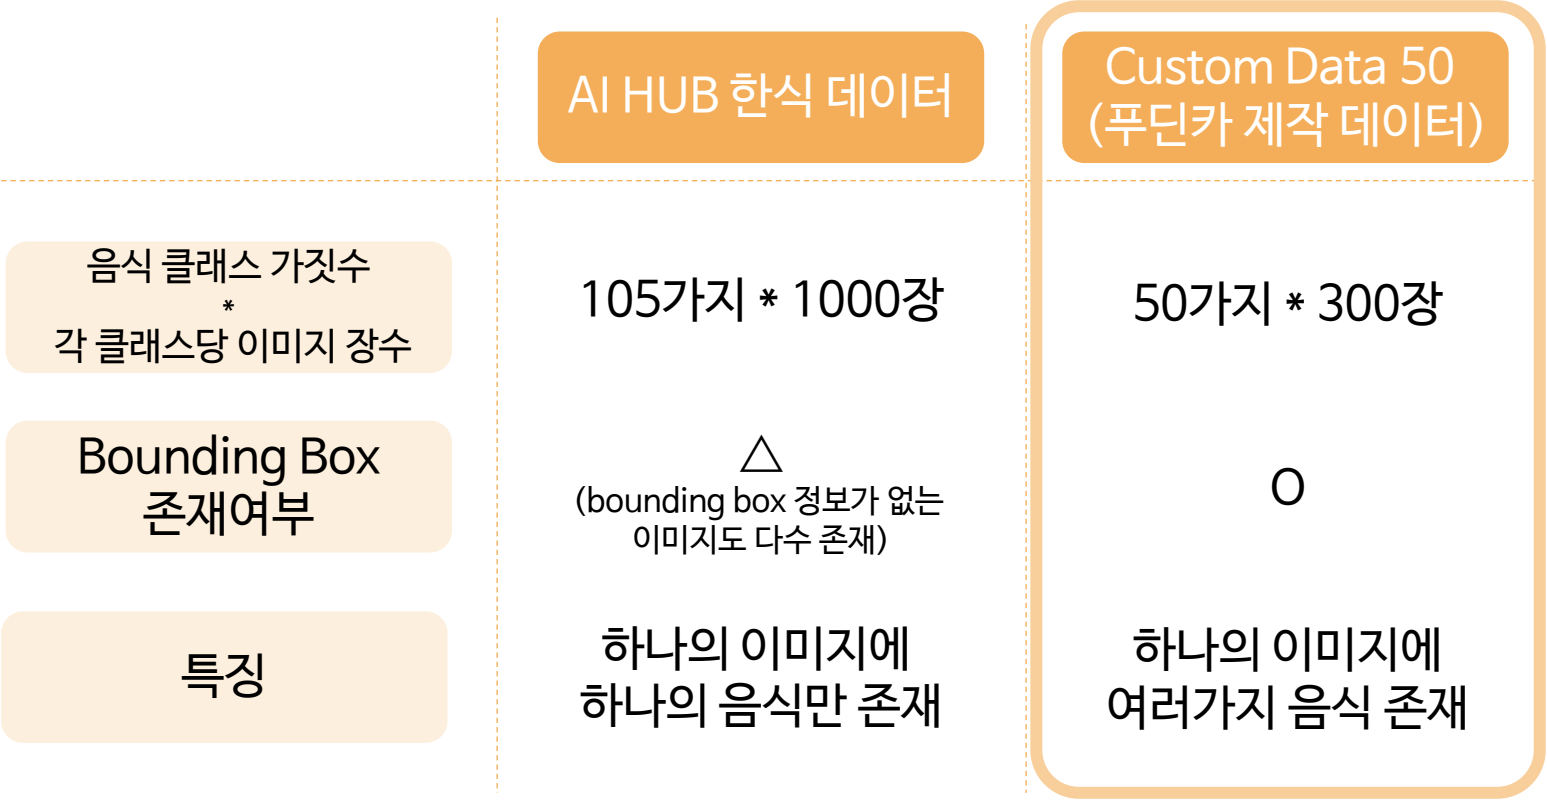 AI HUB 한식 데이터
Custom Data 50
(푸딘카 제작 데이터)
음식 클래스 가짓수
*
각 클래스당 이미지 장수
105가지 * 1000장
50가지 * 300장
Bounding Box
존재여부
△
(bounding box 정보가 없는
이미지도 다수 존재)
O
특징
하나의 이미지에
하나의 음식만 존재
하나의 이미지에
여러가지 음식 존재